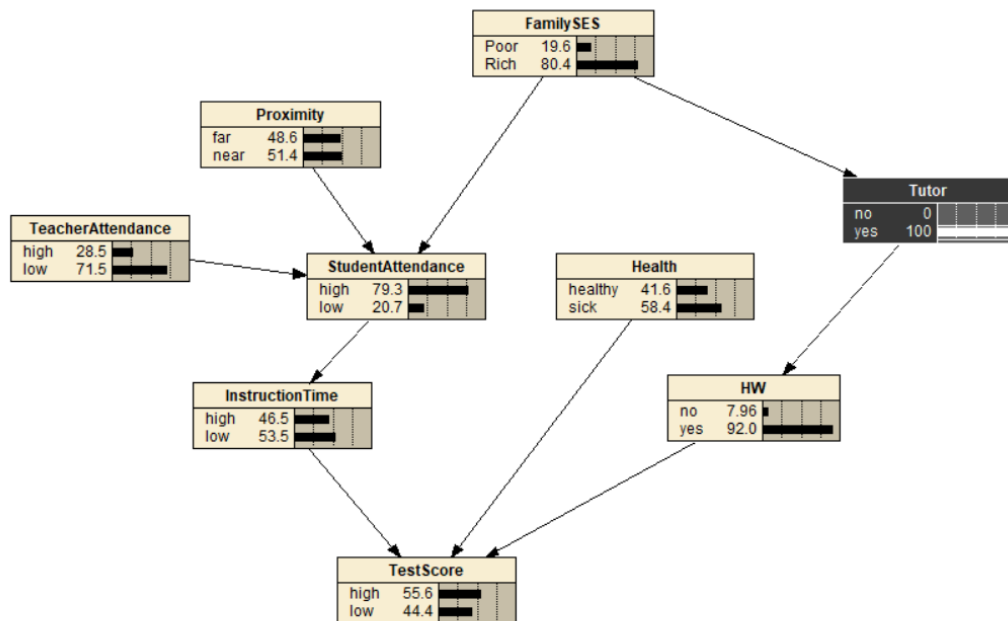 FamilySES
Poor 19.6
Rich 80.4
Proximity
far 48.6
near 51.4
Tutor
no 0
yes 100
TeacherAttendance
high 28.5
low 71.5
StudentAttendance
high 79.3
low 20.7
Health
healthy 41.6
sick 58.4
InstructionTime
high 46.5
low 53.5
HW
no 7.96
yes 92.0
TestScore
high 55.6
low 44.4